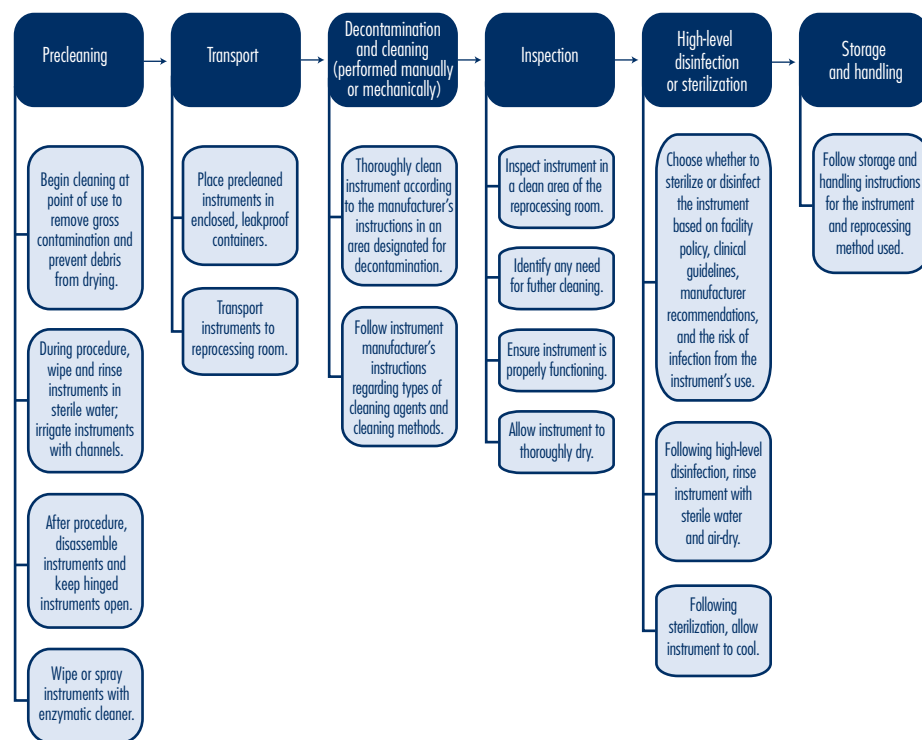 Precleaning
Transport
Decontamination
and cleaning
(performed manually
or mechanically)
Inspection
High-level
disinfection
or sterilization
Storage
and handling
Begin cleaning at
point of use to
remove gross
contamination and
prevent debris
from drying.
During procedure,
wipe and rinse
instruments in
sterile water;
irrigate instruments
with channels.
After procedure,
disassemble
instruments and
keep hinged
instruments open.
Wipe or spray
instruments with
enzymatic cleaner.
Place precleaned
instruments in
enclosed, leakproof
containers.
Transport
instruments to
reprocessing room.
Thoroughly clean
instrument according
to the manufacturer's
instructions in an
area designated for
decontamination.
Follow instrument
manufacturer's
instructions
regarding types of
cleaning agents and
cleaning methods.
Inspect instrument in
a clean area of the
reprocessing room.
Identify any need
for futher cleaning.
Ensure instrument is
properly functioning.
Allow instrument to
thoroughly dry.
Choose whether to
sterilize or disinfect
the instrument
based on facility
policy, clinical
guidelines,
manufacturer
recommendations,
and the risk of
infection from the
instrument's use.
Following high-level
disinfection, rinse
instrument with
sterile water
and air-dry.
Following
sterilization, allow
instrument to cool.
Follow storage and
handling instructions
for the instrument
and reprocessing
method used.